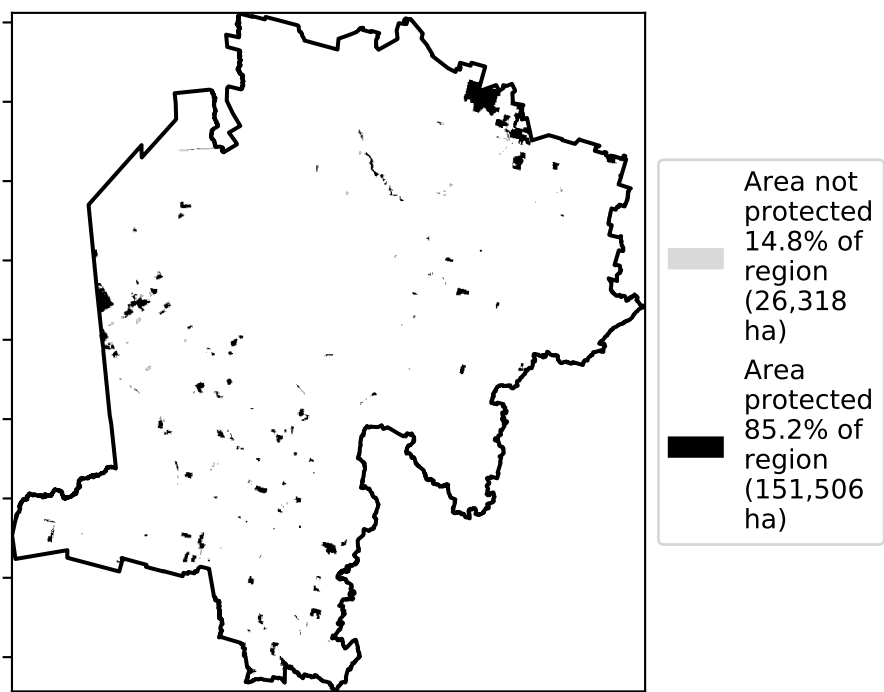 Area not
protected
14.8% of
region
(26,318
ha)
Area
protected
85.2% of
region
(151,506
ha)